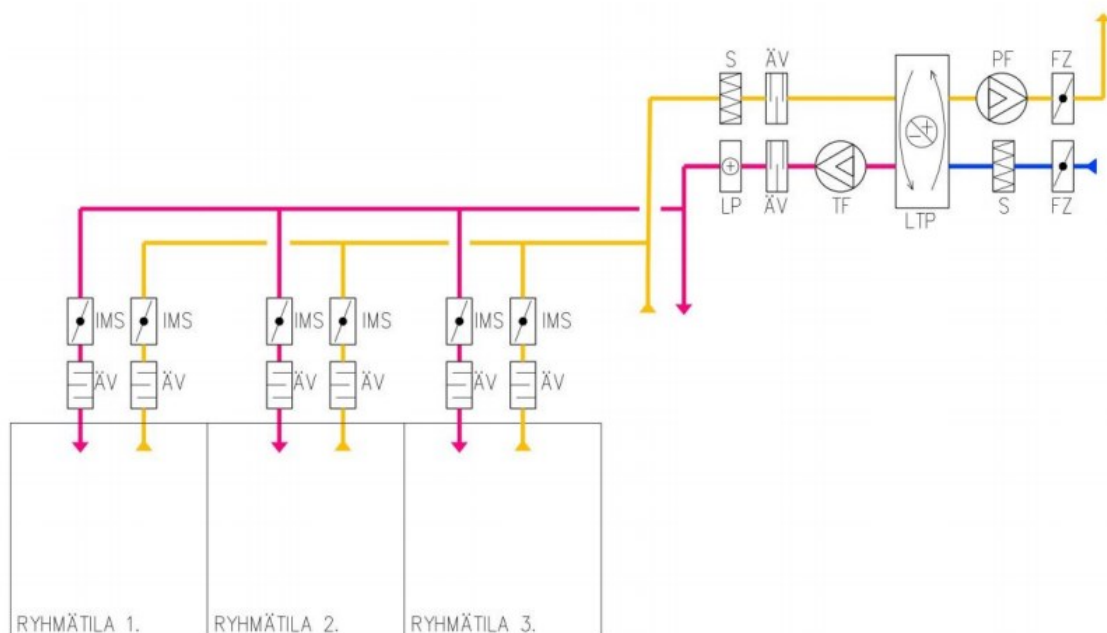 S ÄV PF FZ
LP ÄV TF LTP S FZ
IMS IMS IMS IMS IMS IMS
ÄV ÄV ÄV ÄV ÄV ÄV
RYHMÄTILA 1. RYHMÄTILA 2. RYHMÄTILA 3.